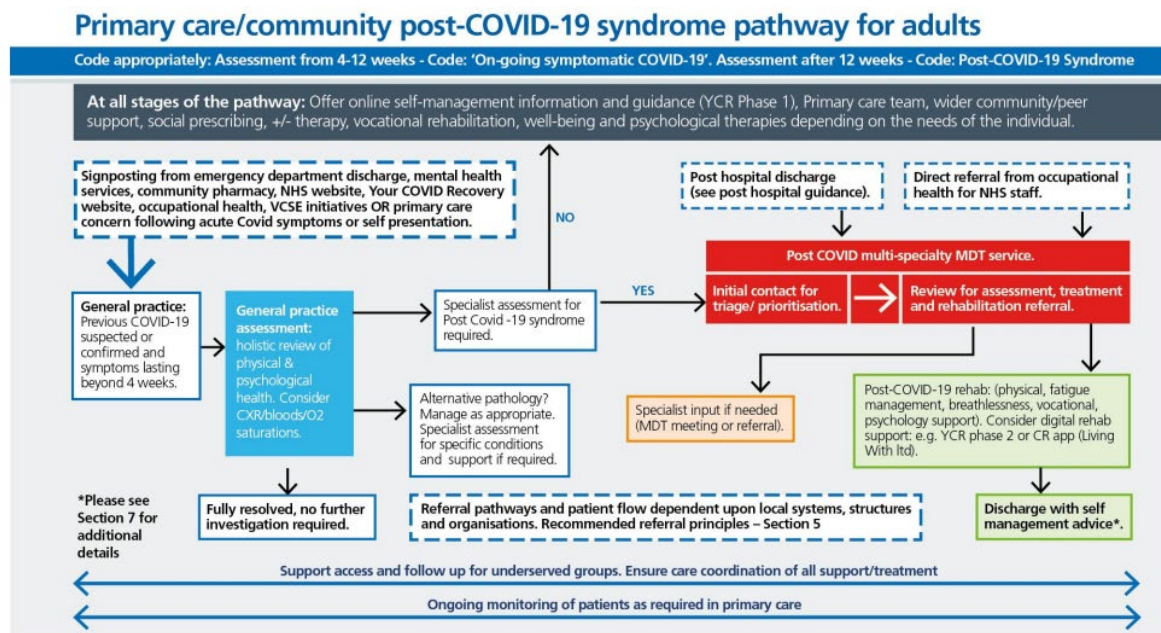 Primary care/community post-COVID-19 syndrome pathway for adults
Code appropriately: Assessment from 4-12 weeks - Code: ‘On-going symptomatic COVID-19’. Assessment after 12 weeks - Code: Post-COVID-19 Syndrome
At all stages of the pathway: Offer online self-management information and guidance (YCR Phase 1), Primary care team, wider community/peer
support, social prescribing, +/- therapy, vocational rehabilitation, well-being and psychological therapies depending on the needs of the individual.
Signposting from emergency department discharge, mental health
services, community pharmacy, NHS website, Your COVID Recovery
website, occupational health, VCSE initiatives OR primary care
concern following acute Covid symptoms or self presentation.
NO
Post hospital discharge
(see post hospital guidance).
Direct referral from occupational
health for NHS staff.
General practice:
Previous COVID-19
suspected or
confirmed and
symptoms lasting
beyond 4 weeks.
General practice
assessment:
holistic review of
physical &
psychological
health. Consider
CXR/bloods/O2
saturations.
Specialist assessment for
Post Covid -19 syndrome
required.
YES
Post COVID multi-specialty MDT service.
Initial contact for
triage/ prioritisation.
Review for assessment, treatment
and rehabilitation referral.
Alternative pathology?
Manage as appropriate.
Specialist assessment
for specific conditions
and support if required.
Specialist input if needed
(MDT meeting or referral).
Post-COVID-19 rehab: (physical, fatigue
management, breathlessness, vocational,
psychology support). Consider digital rehab
support: e.g. YCR phase 2 or CR app (Living
With ltd).
*Please see
Section 7 for
additional
details
Fully resolved, no further
investigation required.
Referral pathways and patient flow dependent upon local systems, structures
and organisations. Recommended referral principles – Section 5
Discharge with self
management advice*.
Support access and follow up for underserved groups. Ensure care coordination of all support/treatment
Ongoing monitoring of patients as required in primary care